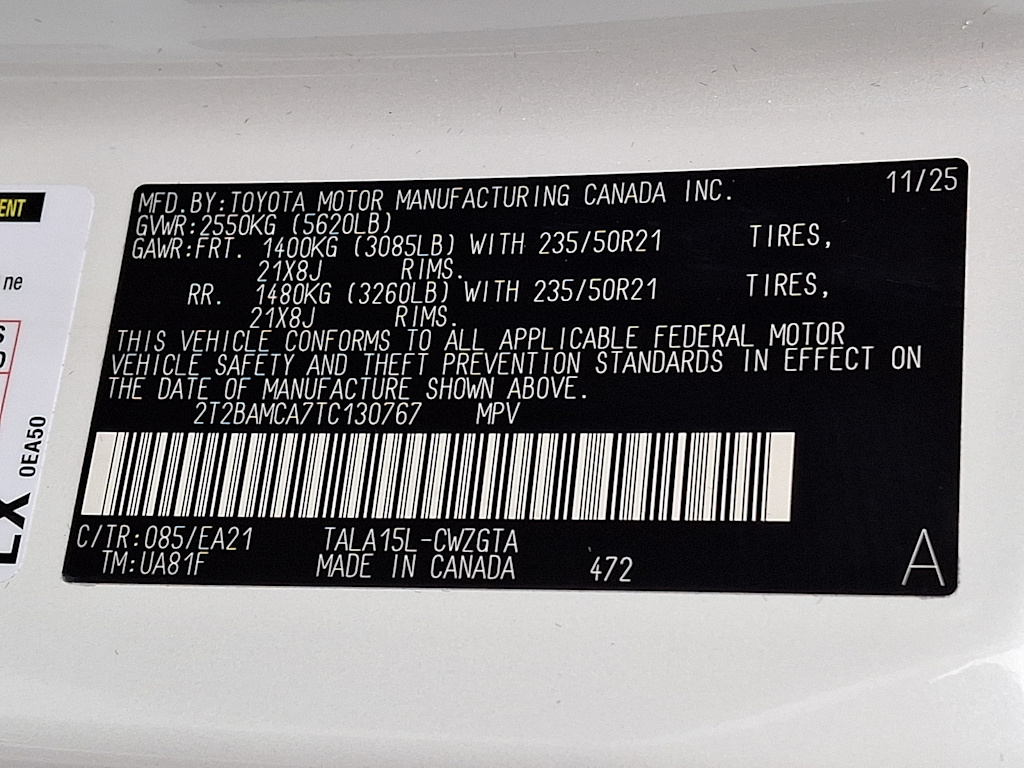 MFD.BY:TOYOTA MOTOR MANUFACTURING CANADA INC. 11/25
GVWR:2550KG (5620LB)
GAWR:FRT. 1400KG (3085LB) WITH 235/50R21 TIRES,
21X8J RIMS.
RR. 1480KG (3260LB) WITH 235/50R21 TIRES,
21X8J RIMS.
THIS VEHICLE CONFORMS TO ALL APPLICABLE FEDERAL MOTOR
VEHICLE SAFETY AND THEFT PREVENTION STANDARDS IN EFFECT ON
THE DATE OF MANUFACTURE SHOWN ABOVE.
2T2BAMCA7TC130767 MPV
C/TR:085/EA21 TALA15L-CWZGTA
TM:UA81F MADE IN CANADA 472
A
0EA50